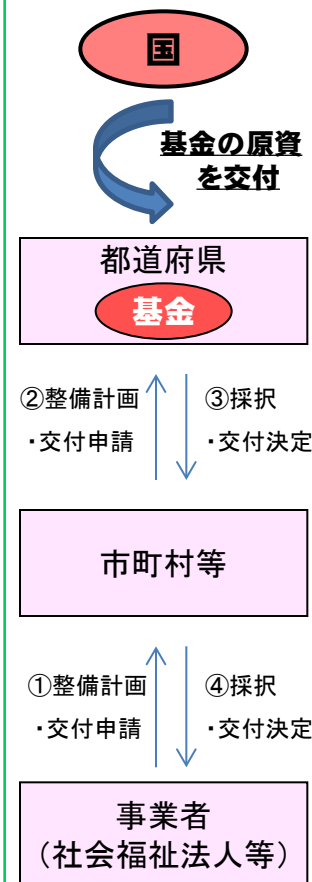 国
基金の原資
を交付
都道府県
基金
②整備計画
・交付申請
③採択
・交付決定
市町村等
①整備計画
・交付申請
④採択
・交付決定
事業者
（社会福祉法人等）